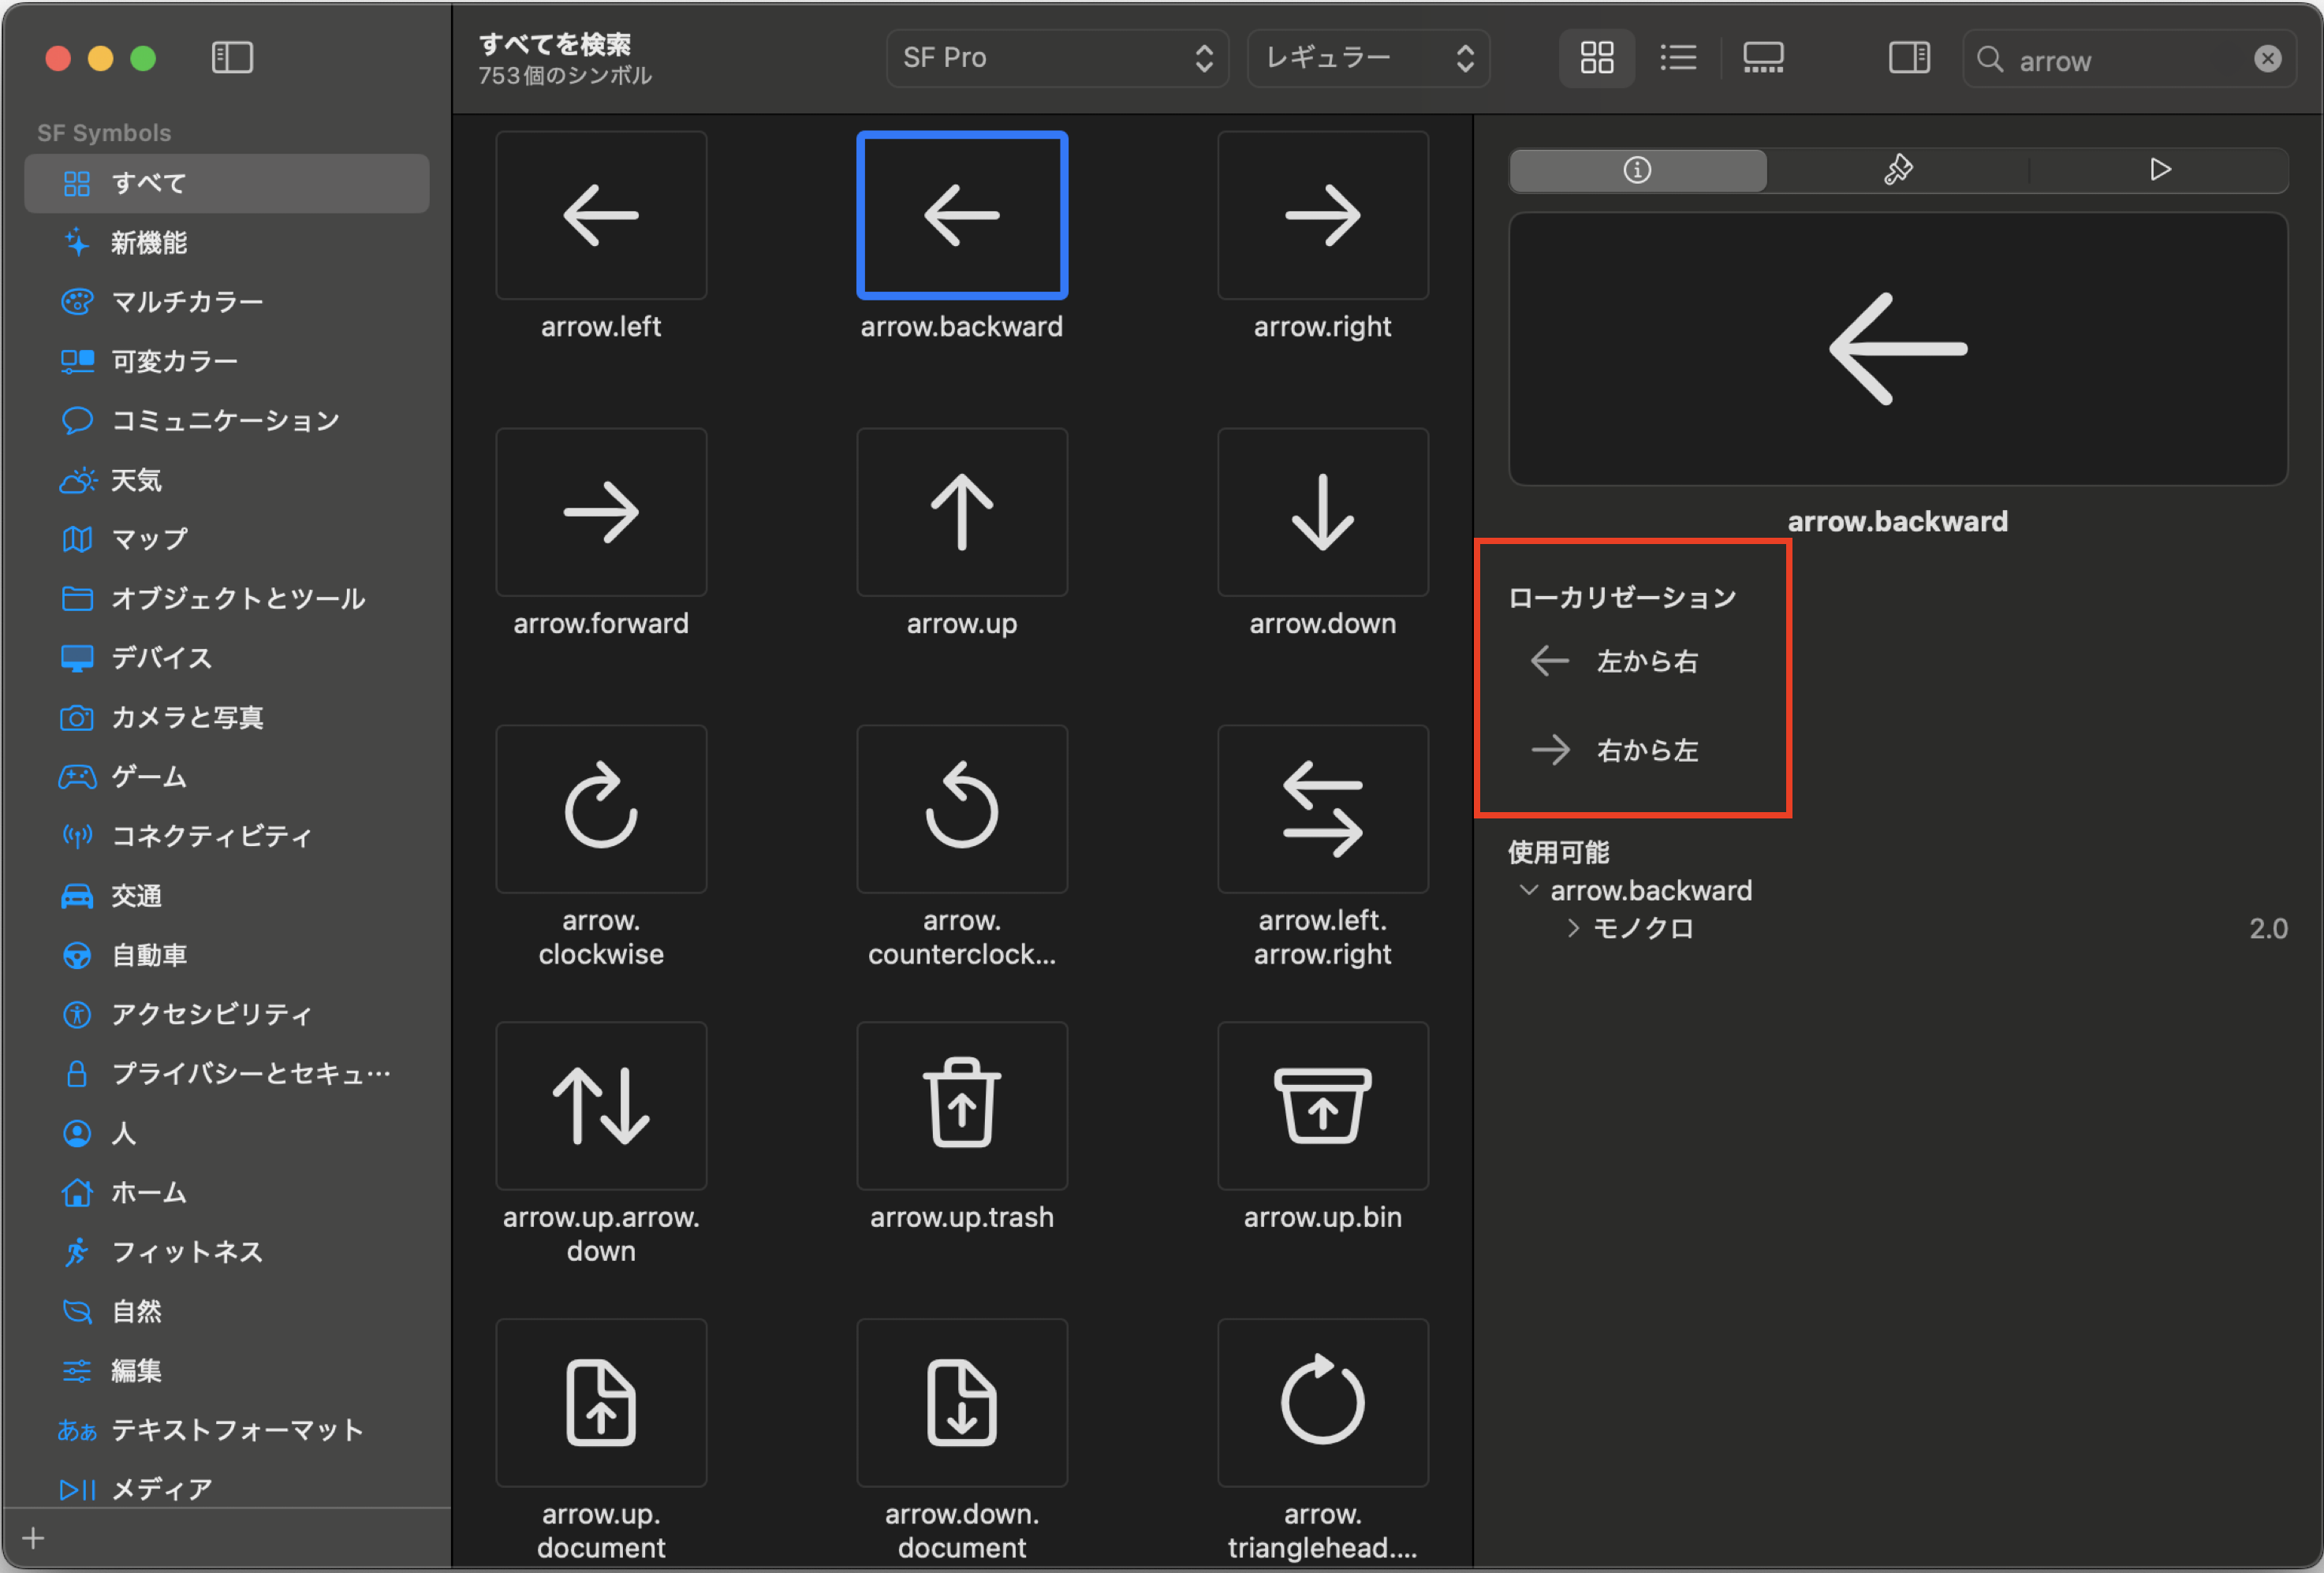 すべてを検索
753個のシンボル
SF Pro
レギュラー
arrow
SF Symbols
すべて
新機能
マルチカラー
可変カラー
コミュニケーション
天気
マップ
オブジェクトとツール
デバイス
カメラと写真
ゲーム
コネクティビティ
交通
自動車
アクセシビリティ
プライバシーとセキュ…
人
ホーム
フィットネス
自然
編集
あぁ テキストフォーマット
メディア
arrow.left
arrow.backward
arrow.right
arrow.forward
arrow.up
arrow.down
arrow.
clockwise
arrow.
counterclock...
arrow.left.
arrow.right
arrow.up.arrow.
down
arrow.up.trash
arrow.up.bin
arrow.up.
document
arrow.down.
document
arrow.
trianglehead....
arrow.backward
ローカリゼーション
左から右
右から左
使用可能
arrow.backward
モノクロ 2.0